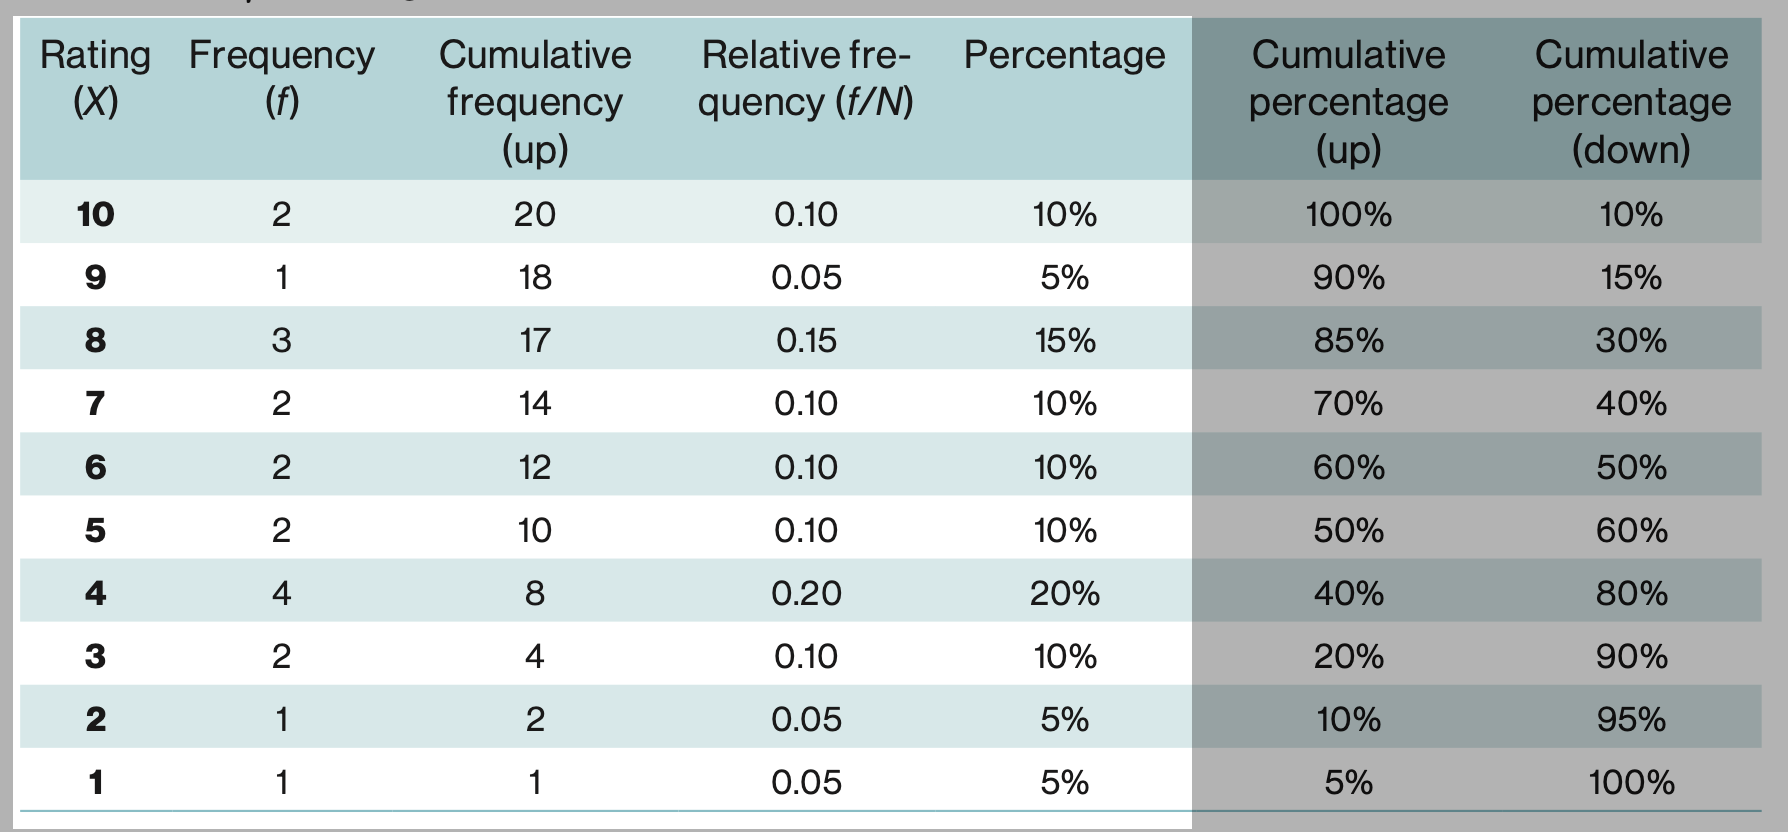 Rating Frequency Cumulative Relative fre- Percentage Cumulative Cumulative
(X) (f) frequency quency (f/N) percentage percentage
(up) (up) (down)
10 2 20 0.10 10% 100% 10%
9 1 18 0.05 5% 90% 15%
8 3 17 0.15 15% 85% 30%
7 2 14 0.10 10% 70% 40%
6 2 12 0.10 10% 60% 50%
5 2 10 0.10 10% 50% 60%
4 4 8 0.20 20% 40% 80%
3 2 4 0.10 10% 20% 90%
2 1 2 0.05 5% 10% 95%
1 1 1 0.05 5% 5% 100%